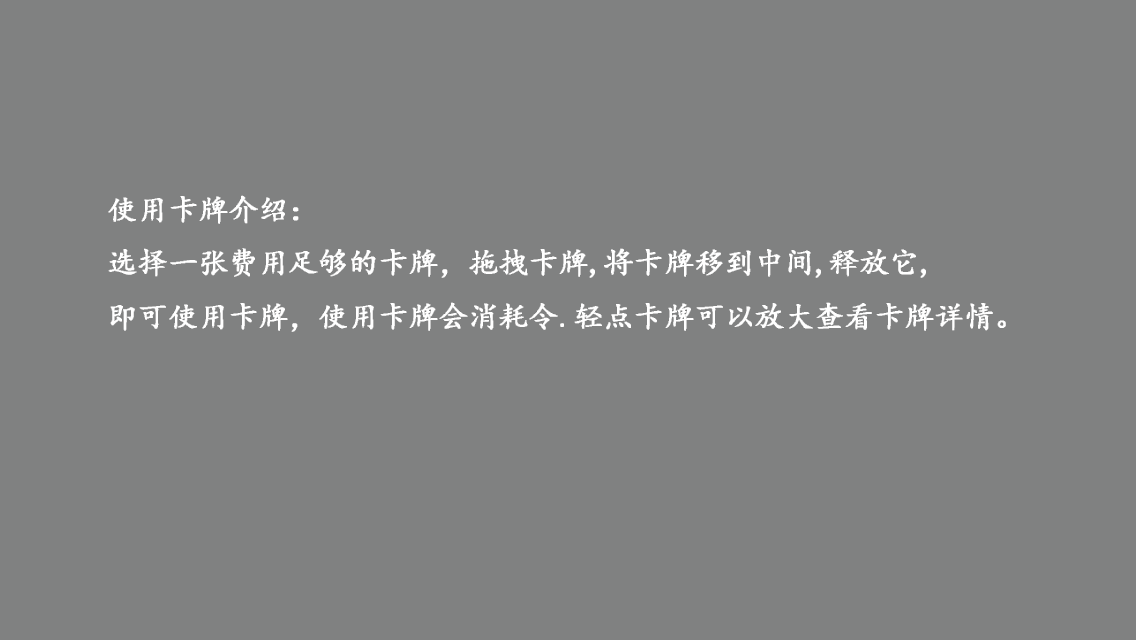 使用卡牌介绍：
选择一张费用足够的卡牌，拖拽卡牌,将卡牌移到中间,释放它,
即可使用卡牌，使用卡牌会消耗令.轻点卡牌可以放大查看卡牌详情。